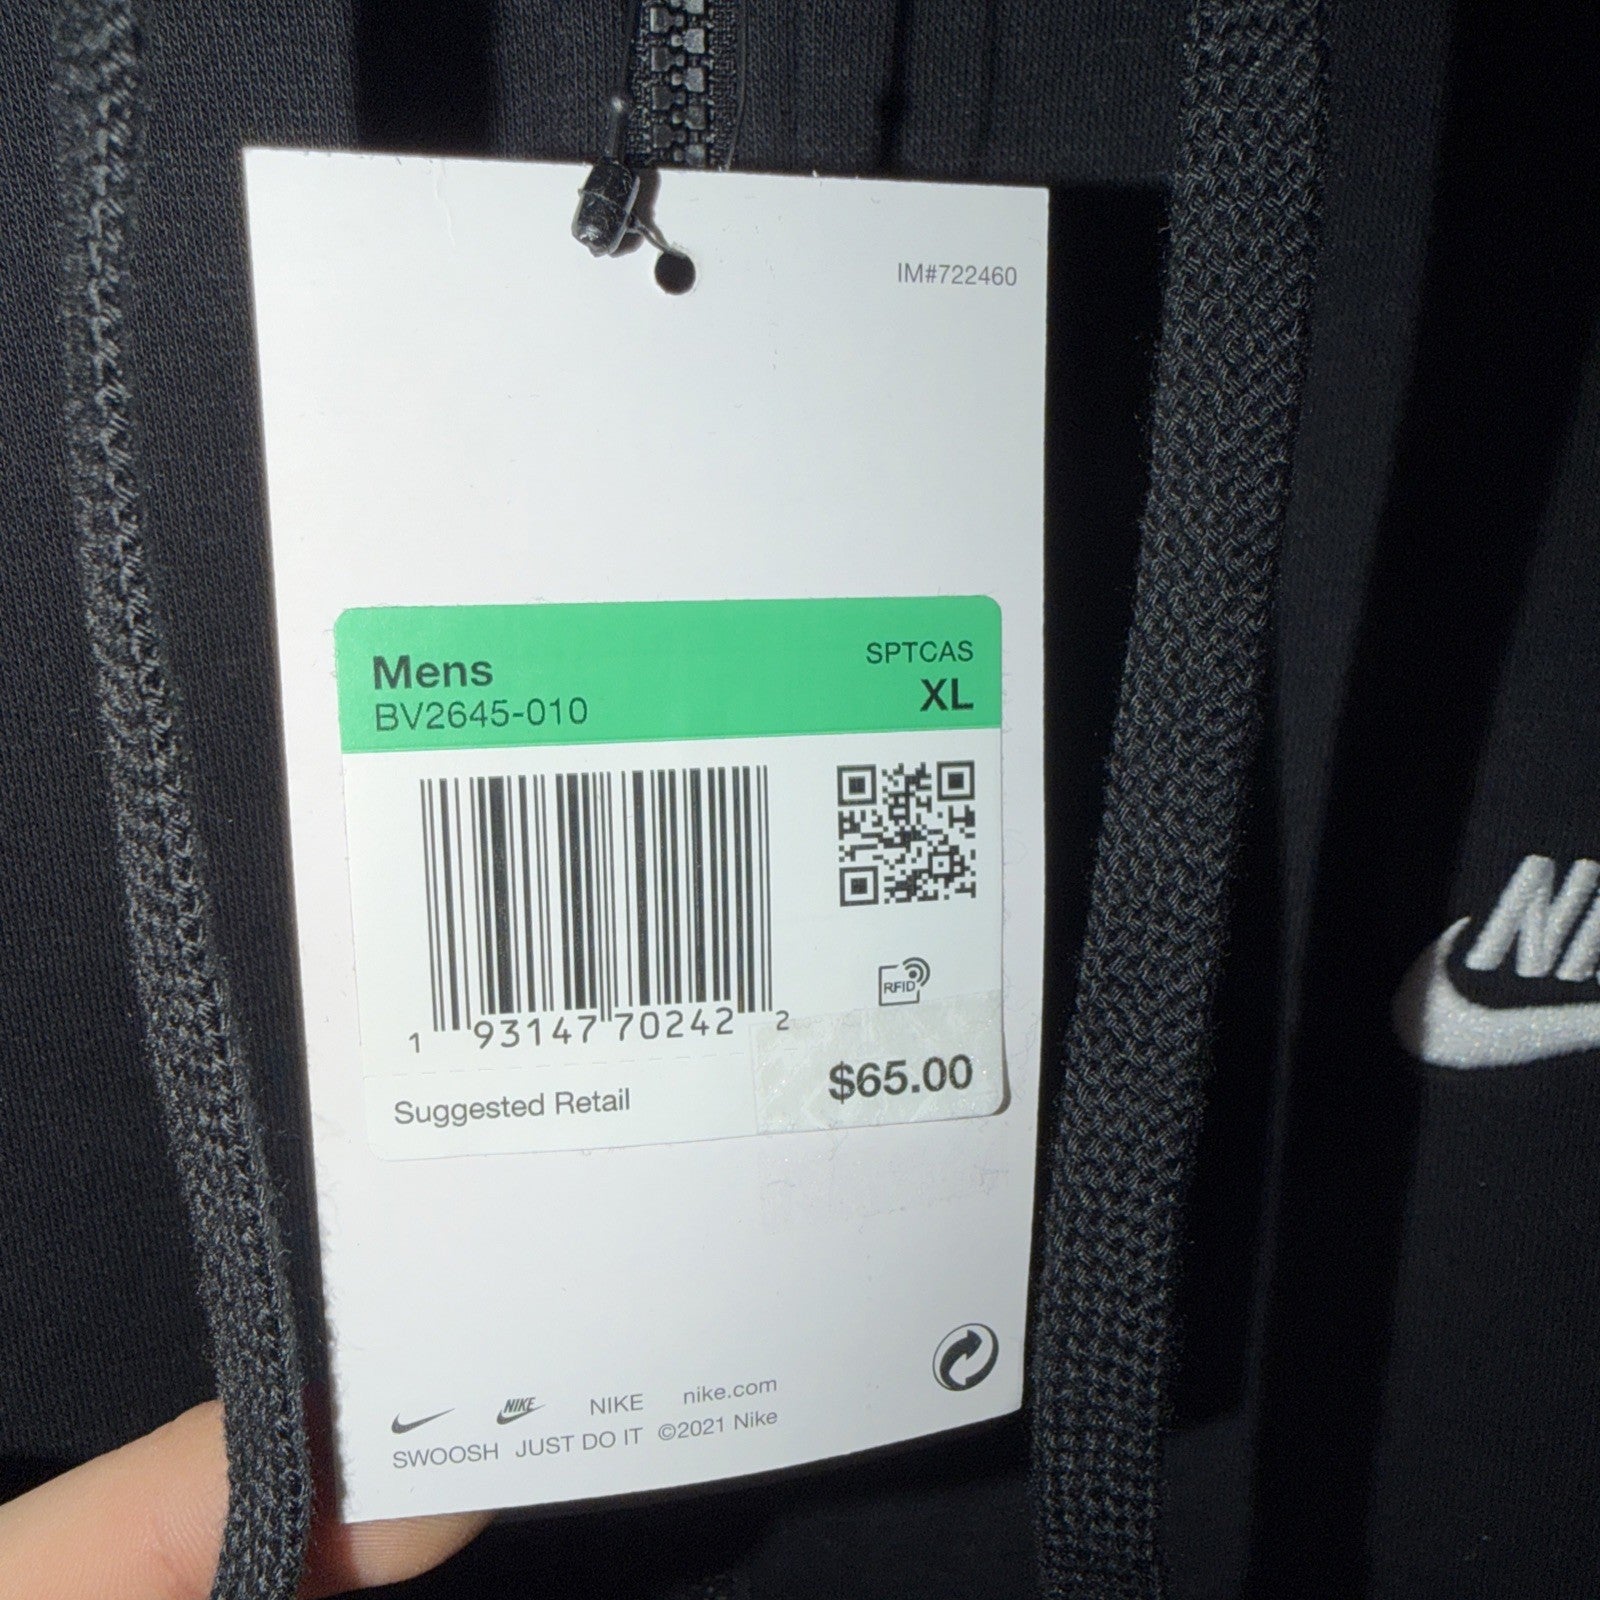 IM#722460
Mens
SPTCAS
BV2645-010
XL
RFID
1 93147 70242 2
Suggested Retail
$65.00
NIKE NIKE nike.com
SWOOSH JUST DO IT ©2021 Nike